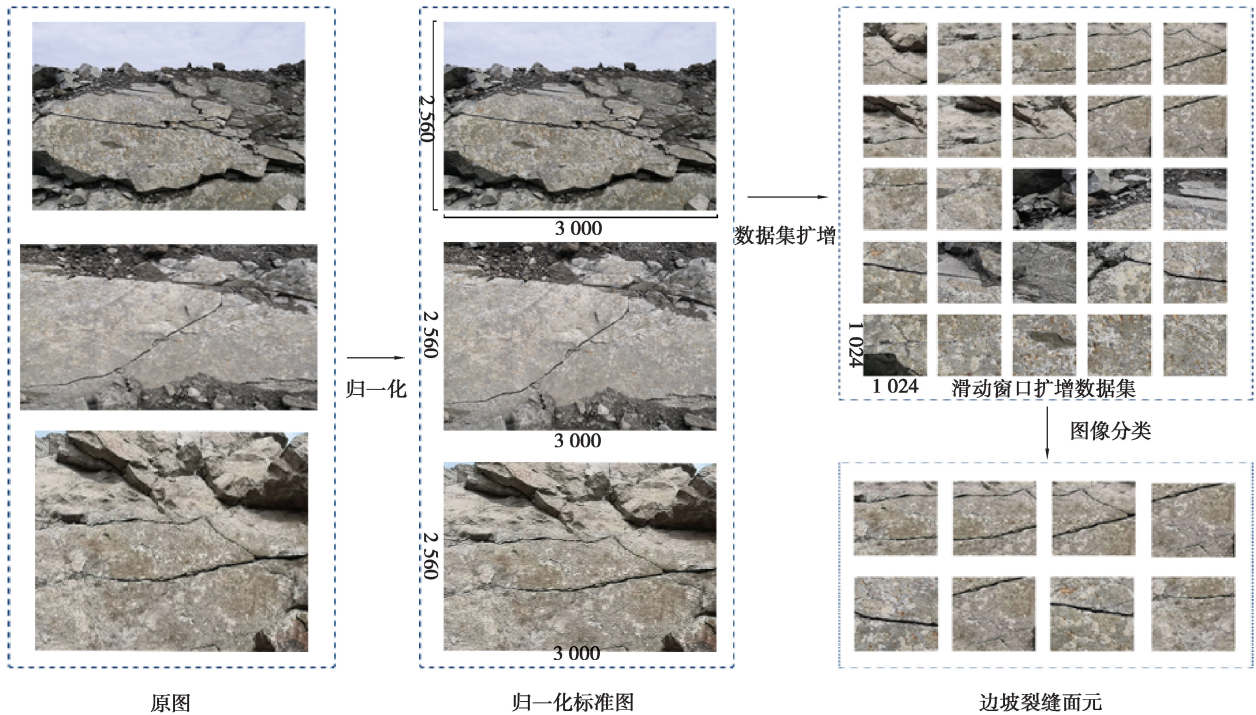 2 560
3 000
2 560
3 000
2 560
3 000
归一化
数据集扩增
1 024
1 024
滑动窗口扩增数据集
图像分类
原图
归一化标准图
边坡裂缝面元